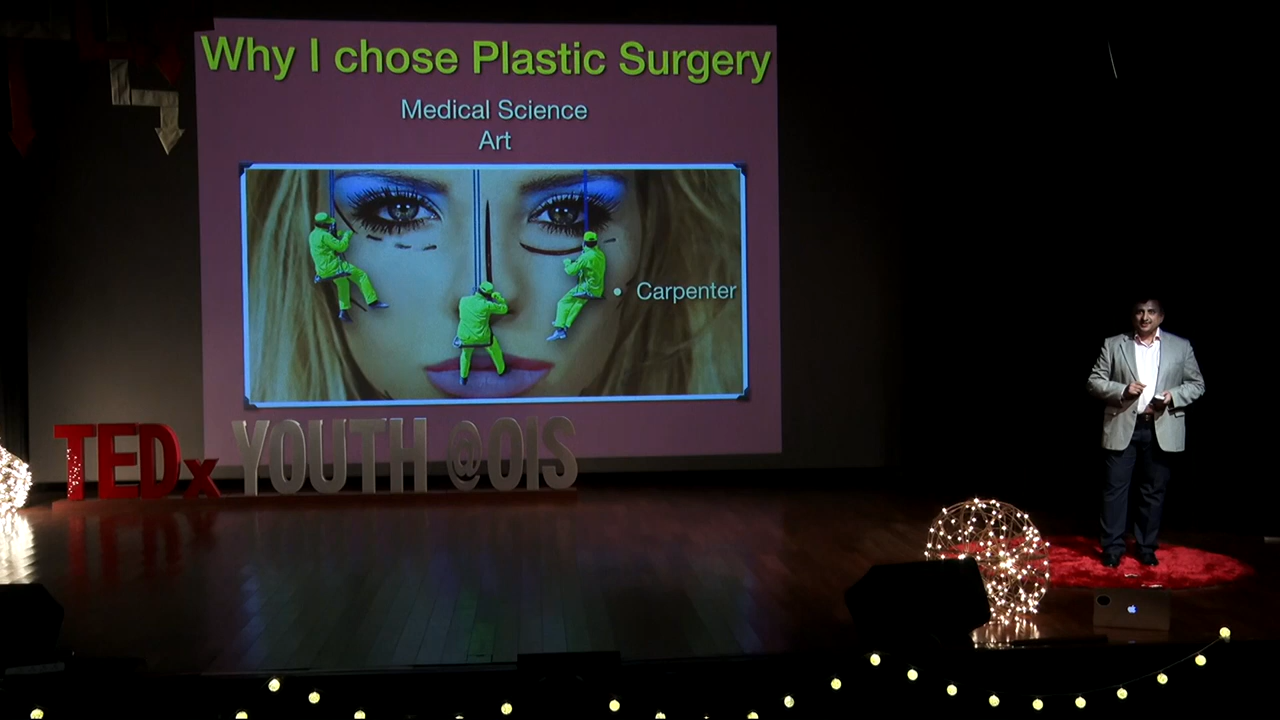 Why I chose Plastic Surgery
Medical Science
Art
• Carpenter
TEDx YOUTH @OIS